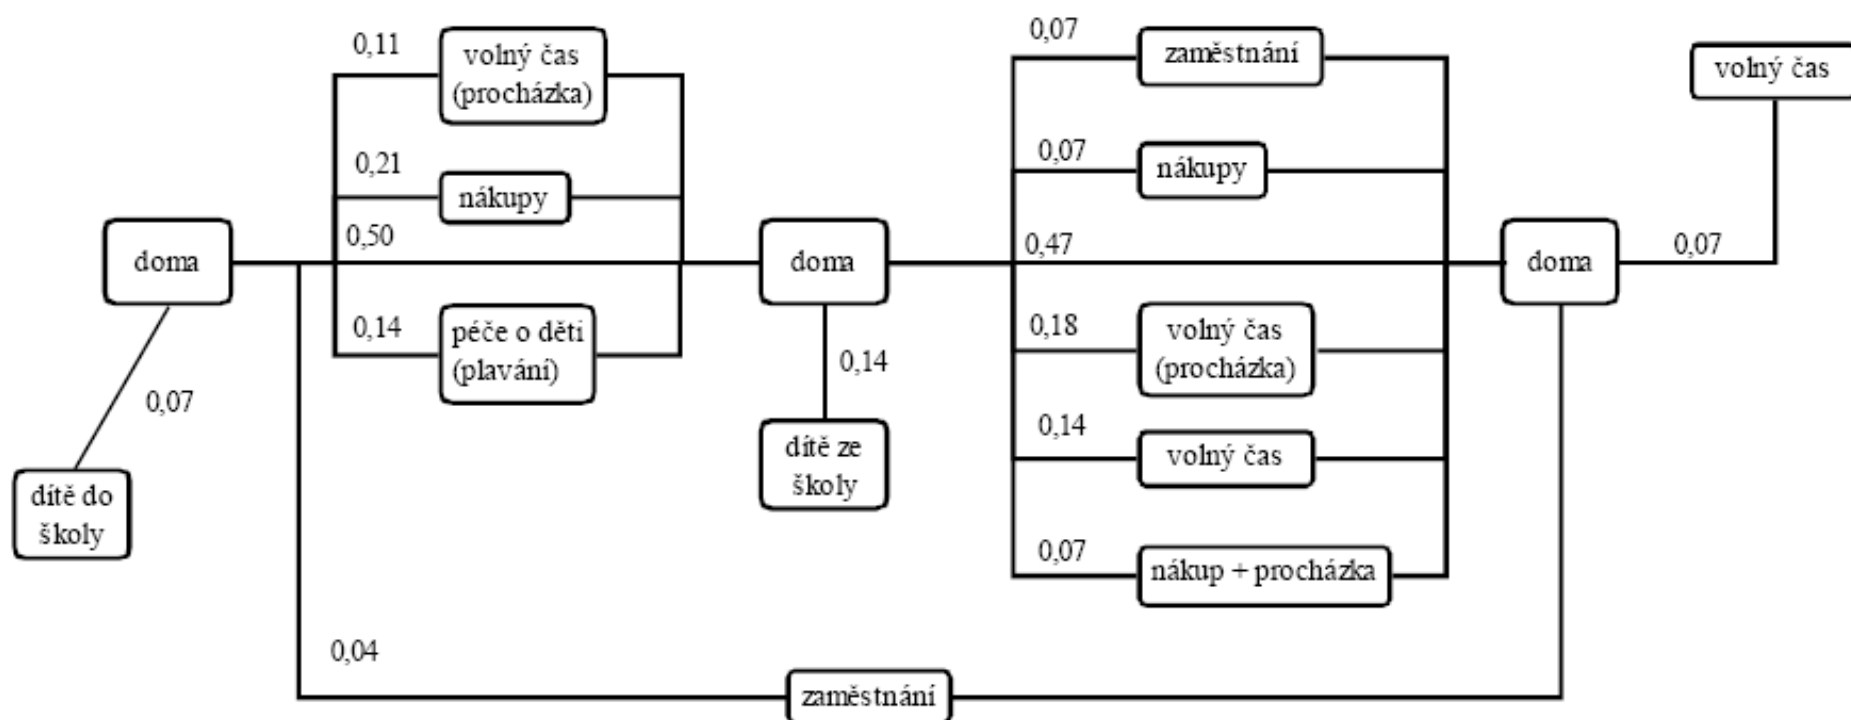 0,11
volný čas
(procházka)
0,21
nákupy
0,50
doma
0,14
péče o děti
(plavání)
0,07
dítě do
školy
doma
0,14
dítě ze
školy
0,07
zaměstnání
0,07
nákupy
0,47
0,18
volný čas
(procházka)
0,14
volný čas
0,07
nákup + procházka
doma
0,07
volný čas
0,04
zaměstnání